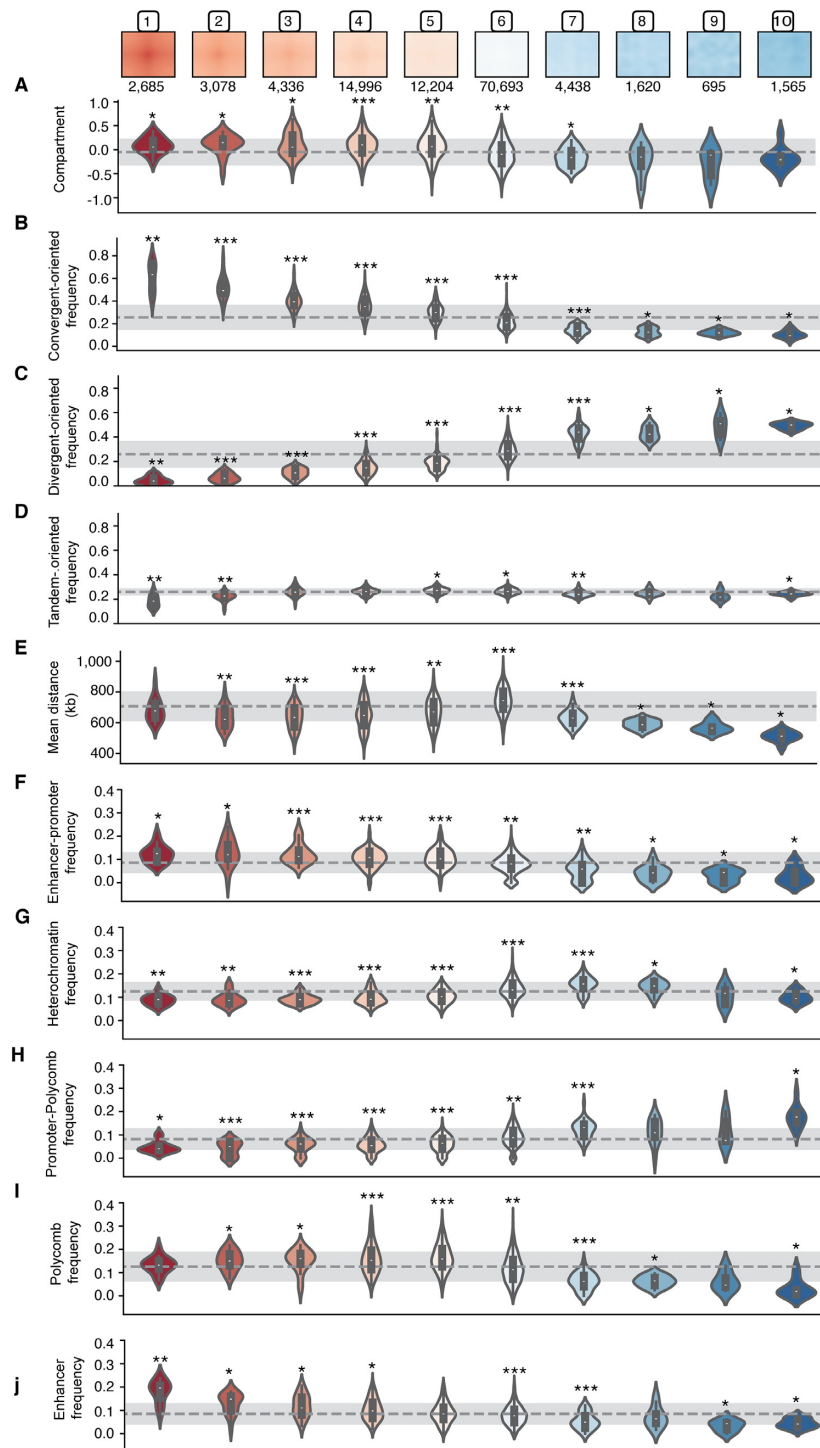 1 2 3 4 5 6 7 8 9 10
2,685 3,078 4,336 14,996 12,204 70,693 4,438 1,620 695 1,565
A
Compartment
1.0
0.5
0.0
-0.5
-1.0
* * * *** ** ** *
B
Convergent-oriented
frequency
0.8
0.6
0.4
0.2
0.0
** *** *** *** *** *** *** * * *
C
Divergent-oriented
frequency
0.8
0.6
0.4
0.2
0.0
** *** *** *** *** *** *** * * *
D
Tandem-.oriented
frequency
0.8
0.6
0.4
0.2
0.0
** ** * * ** *
E
Mean distance
(kb)
1,000
800
600
400
** *** *** ** *** *** * * *
F
Enhancer-promoter
frequency
0.4
0.3
0.2
0.1
0.0
* * *** *** *** ** ** * * *
G
Heterochromatin
frequency
0.4
0.3
0.2
0.1
0.0
** ** *** *** *** *** *** * *
H
Promoter-Polycomb
frequency
0.4
0.3
0.2
0.1
0.0
* *** *** *** *** ** *** *
I
Polycomb
frequency
0.4
0.3
0.2
0.1
0.0
* * *** *** ** *** * *
j
Enhancer
frequency
0.4
0.3
0.2
0.1
0.0
** * * * *** *** * *